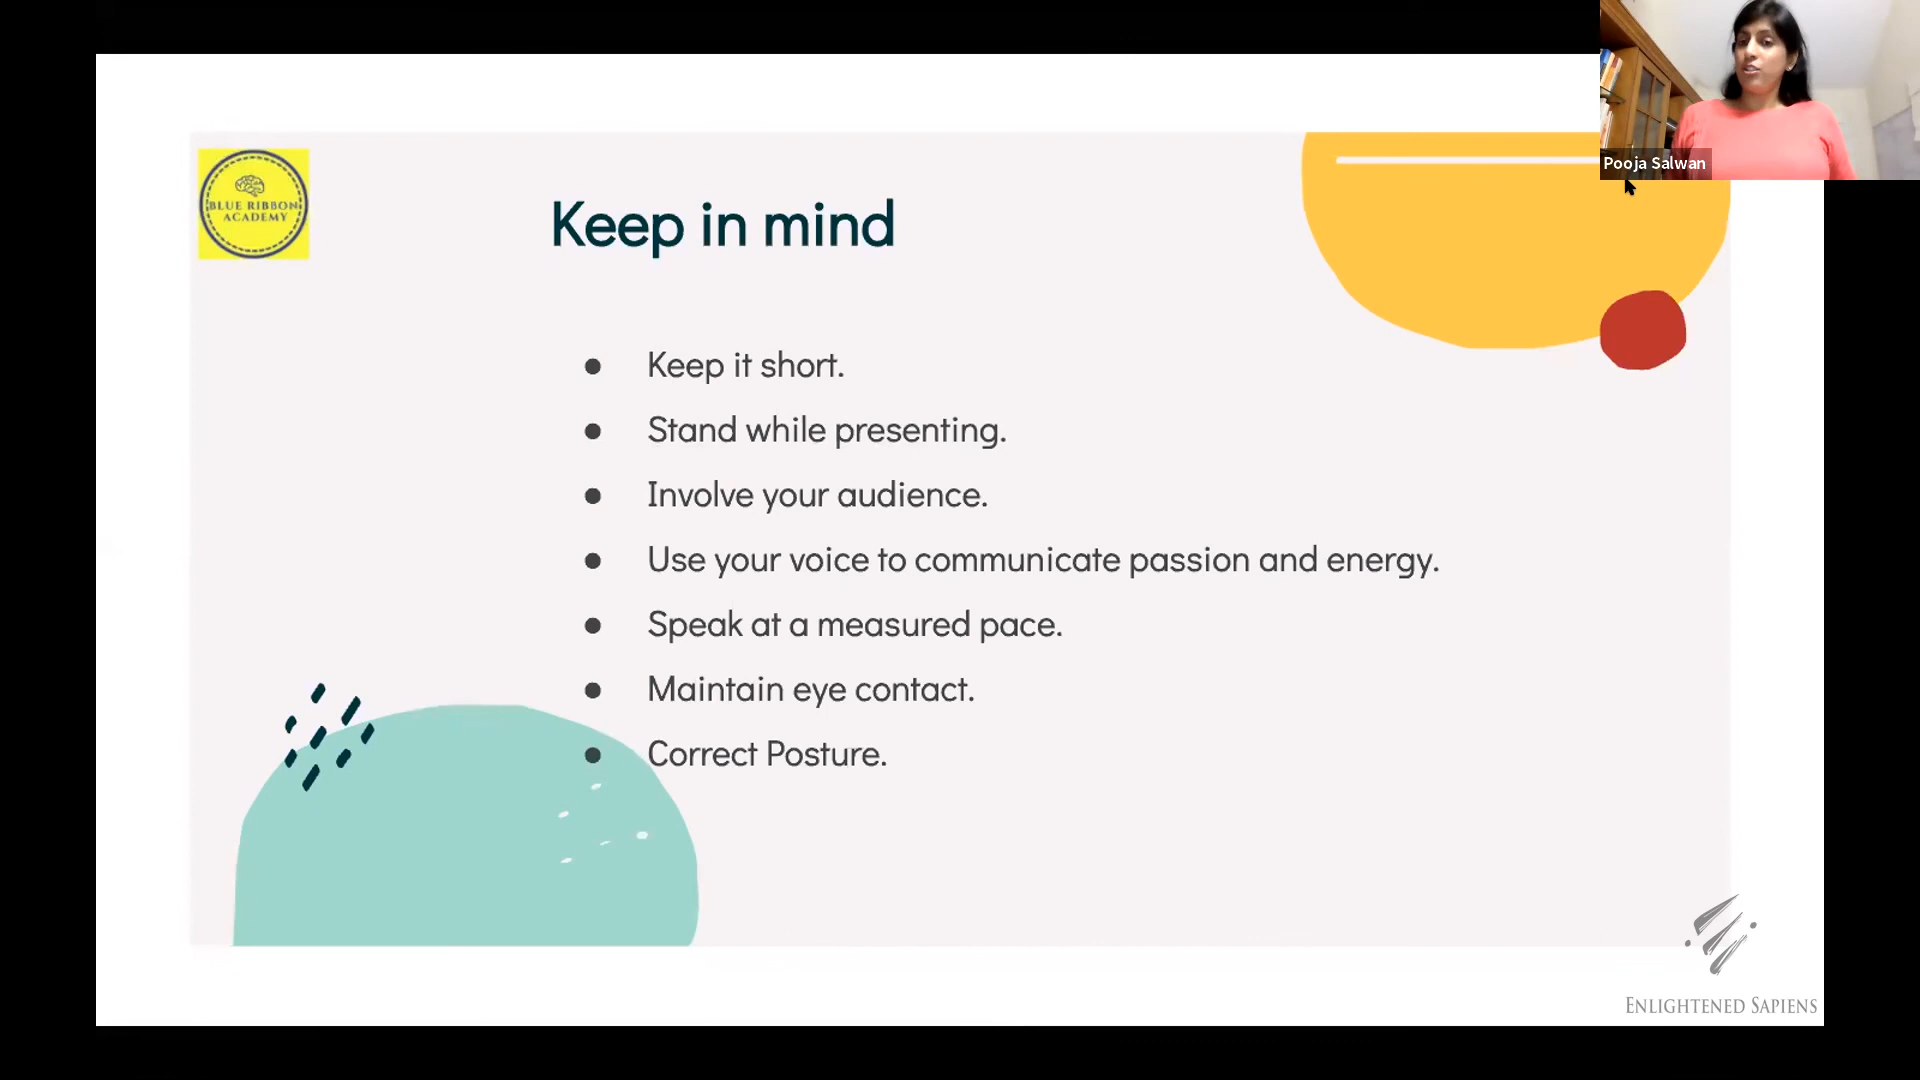 Pooja Salwan
BLUE RIBBON
ACADEMY
Keep in mind
● Keep it short.
● Stand while presenting.
● Involve your audience.
● Use your voice to communicate passion and energy.
● Speak at a measured pace.
● Maintain eye contact.
● Correct Posture.
ENLIGHTENED SAPIENS